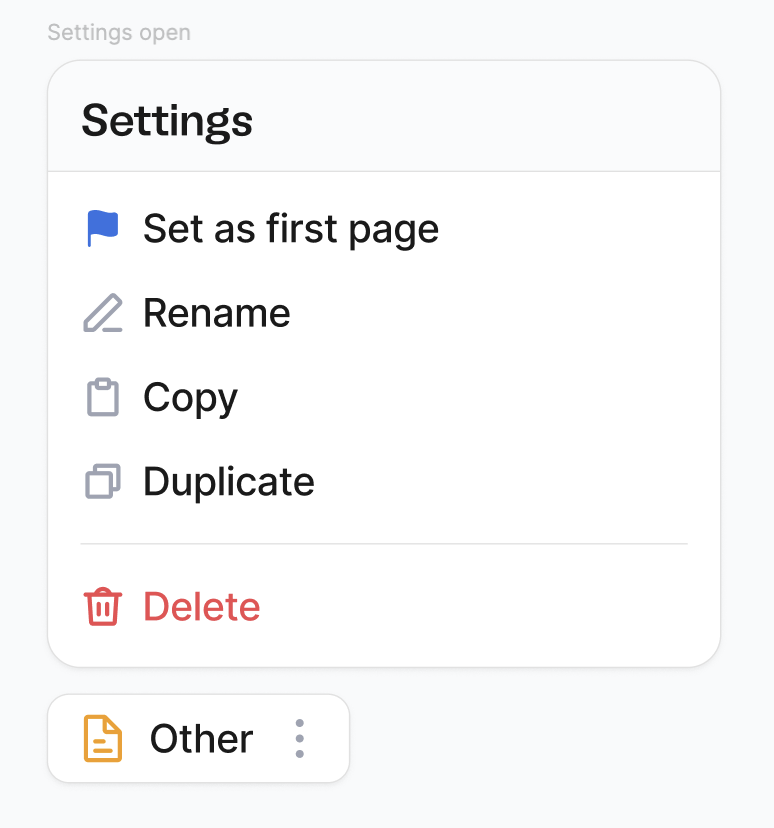 Settings open
Settings
Set as first page
Rename
Copy
Duplicate
Delete
Other